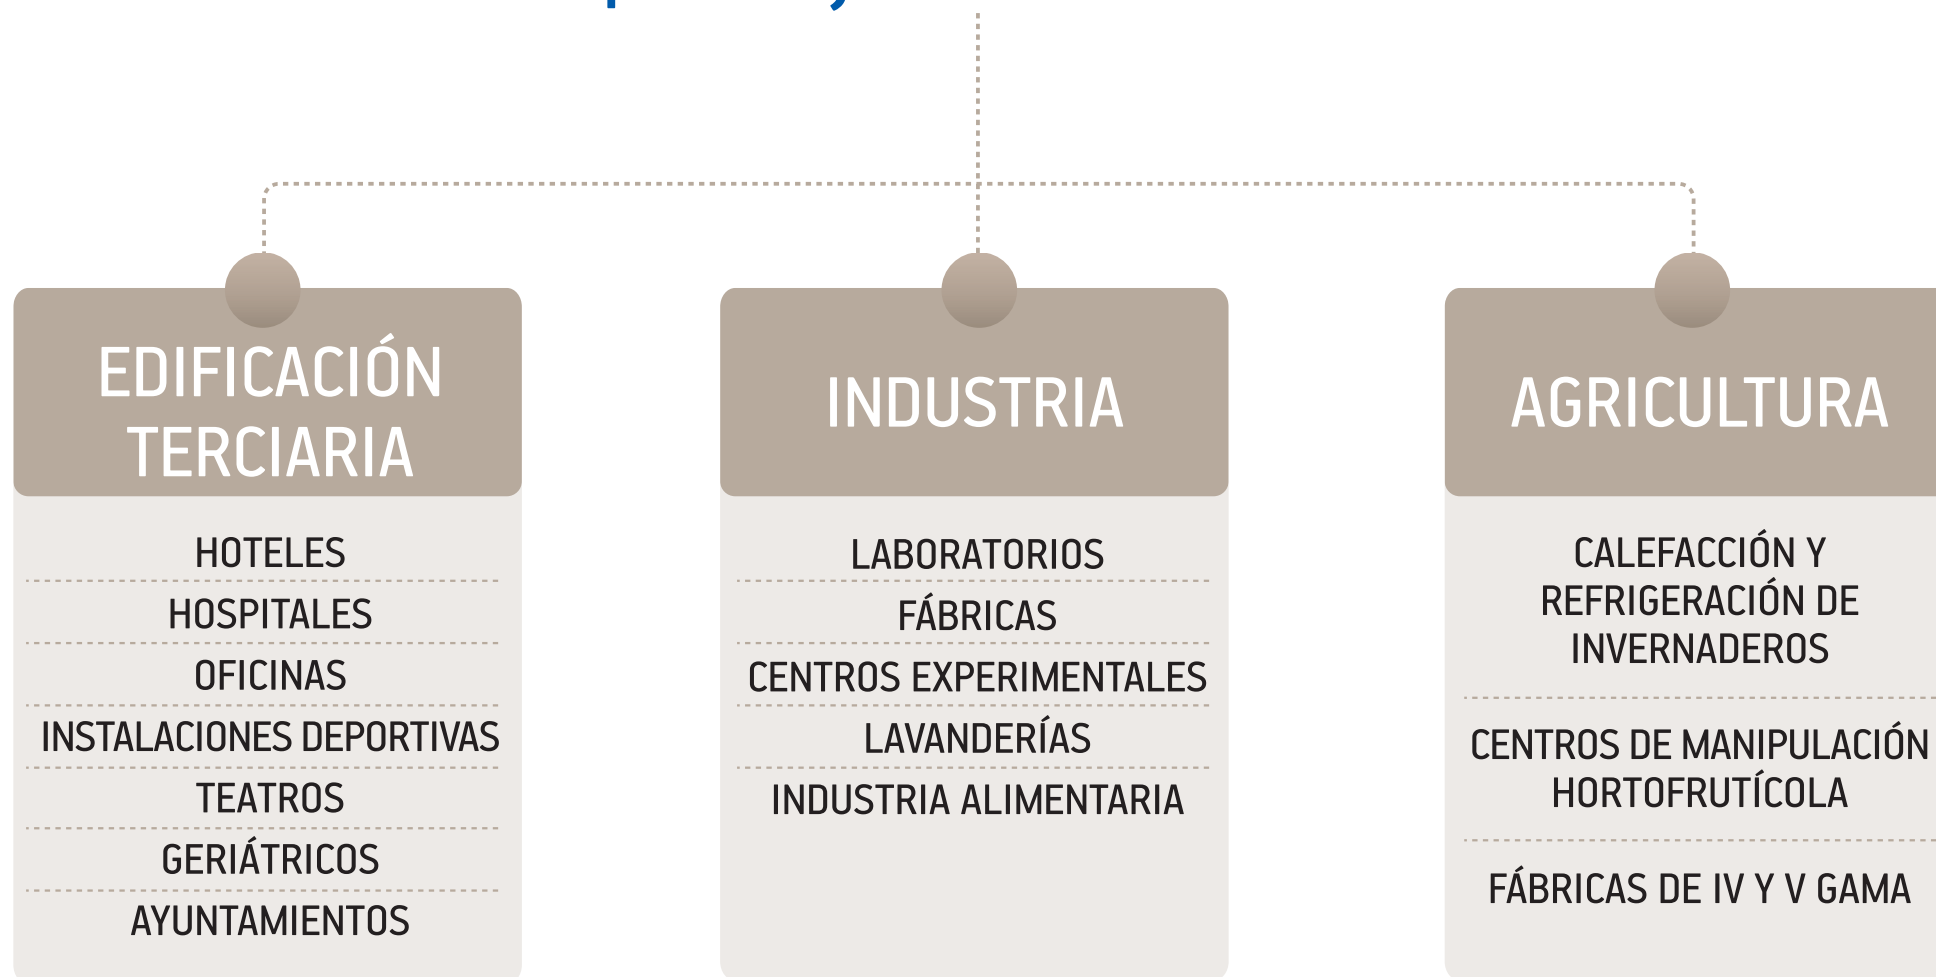 EDIFICACIÓN
TERCIARIA
HOTELES
HOSPITALES
OFICINAS
INSTALACIONES DEPORTIVAS
TEATROS
GERIÁTRICOS
AYUNTAMIENTOS
INDUSTRIA
LABORATORIOS
FÁBRICAS
CENTROS EXPERIMENTALES
LAVANDERÍAS
INDUSTRIA ALIMENTARIA
AGRICULTURA
CALEFACCIÓN Y
REFRIGERACIÓN DE
INVERNADEROS
CENTROS DE MANIPULACIÓN
HORTOFRUTÍCOLA
FÁBRICAS DE IV Y V GAMA